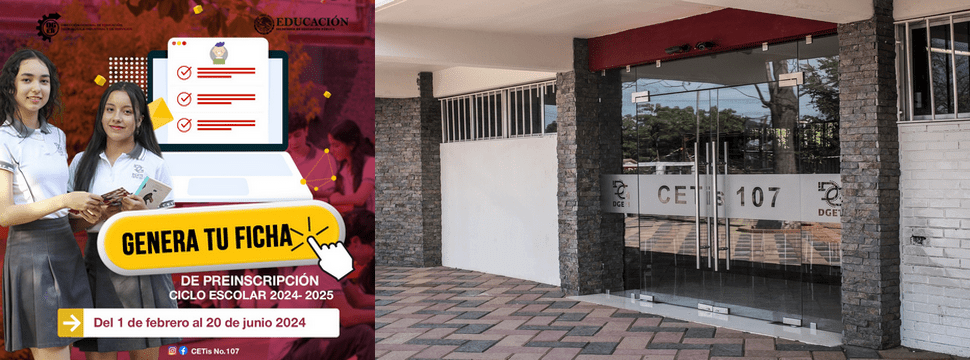 EDUCACIÓN
GENERA TU FICHA
DE PREINSCRIPCIÓN
CICLO ESCOLAR 2024- 2025
Del 1 de febrero al 20 de junio 2024
CETis No.107
CETis 107
DGETI